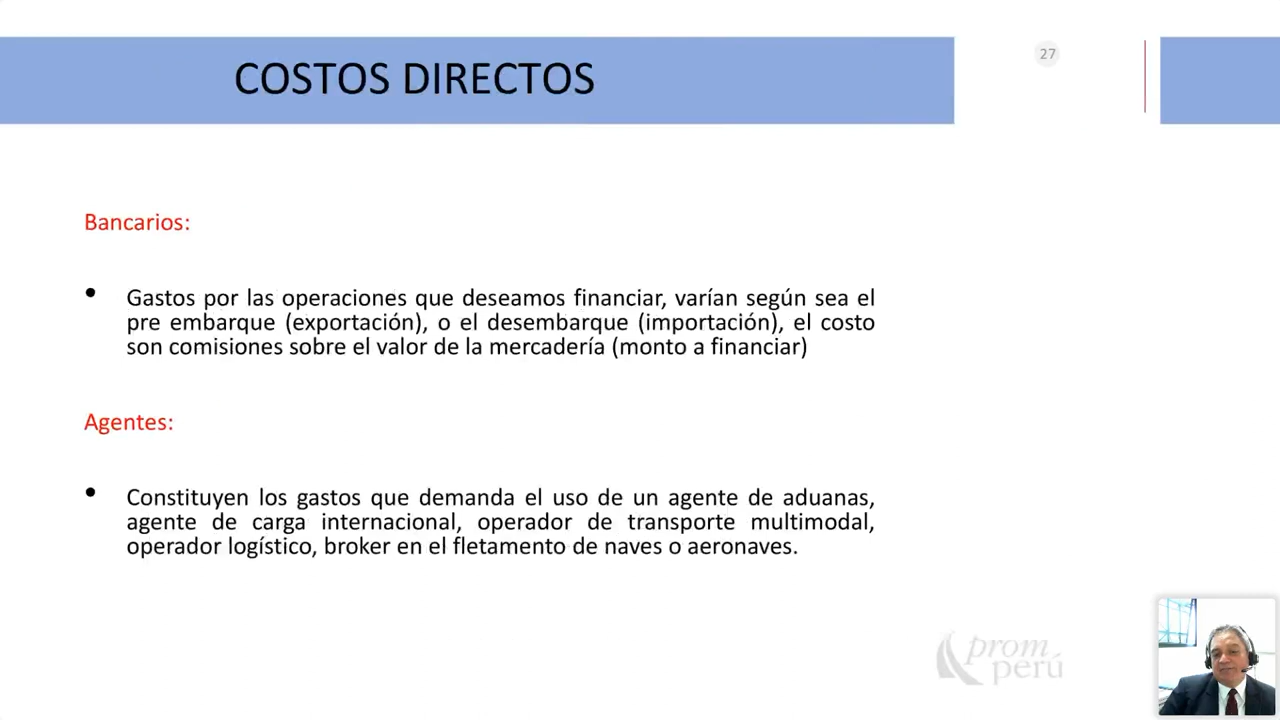 COSTOS DIRECTOS
27
Bancarios:
• Gastos por las operaciones que deseamos financiar, varían según sea el
pre embarque (exportación), o el desembarque (importación), el costo
son comisiones sobre el valor de la mercadería (monto a financiar)
Agentes:
• Constituyen los gastos que demanda el uso de un agente de aduanas,
agente de carga internacional, operador de transporte multimodal,
operador logístico, broker en el fletamento de naves o aeronaves.
prom
perú